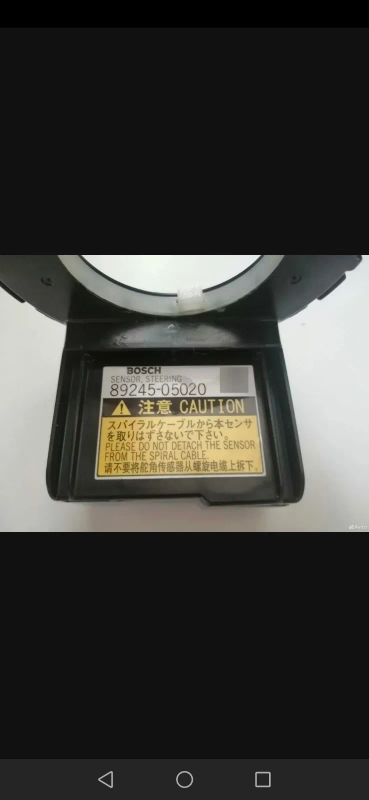 BOSCH
SENSOR, STEERING
89245-05020
注意 CAUTION
スパイラルケーブルから本センサ
を取りはずさないで下さい。
PLEASE DO NOT DETACH THE SENSOR
FROM THE SPIRAL CABLE.
请不要将舵角传感器从螺旋电缆上拆下。
Avito